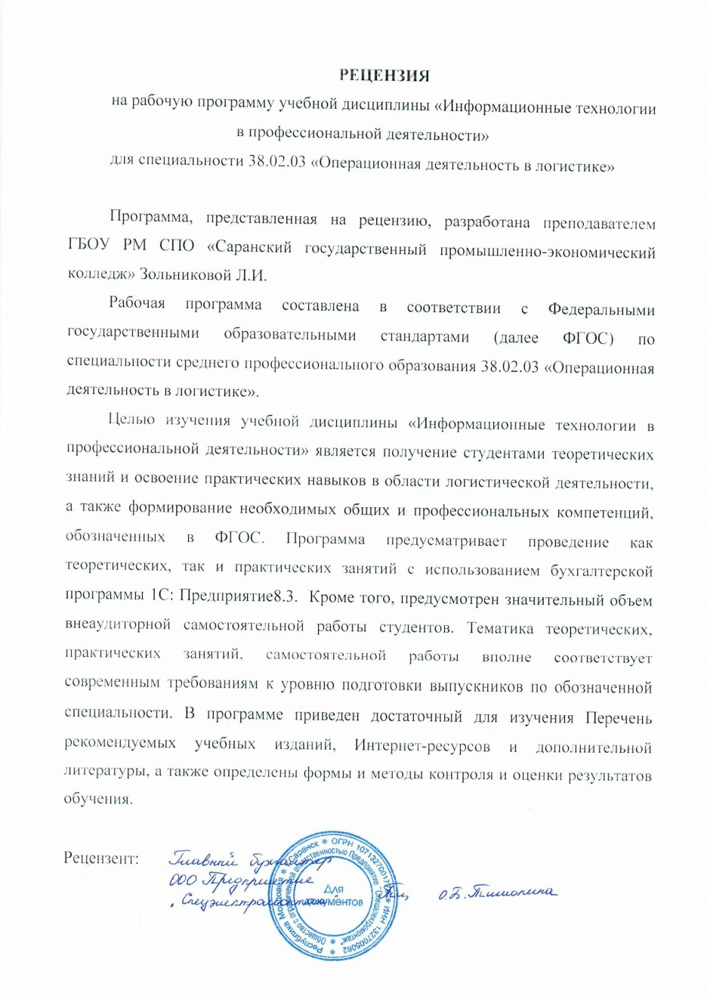 РЕЦЕНЗИЯ
на рабочую программу учебной дисциплины «Информационные технологии
в профессиональной деятельности»
для специальности 38.02.03 «Операционная деятельность в логистике»
Программа, представленная на рецензию, разработана преподавателем
ГБОУ РМ СПО «Саранский государственный промышленно-экономический
колледж» Зольниковой Л.И.
Рабочая программа составлена в соответствии с Федеральными
государственными образовательными стандартами (далее ФГОС) по
специальности среднего профессионального образования 38.02.03 «Операционная
деятельность в логистике».
Целью изучения учебной дисциплины «Информационные технологии в
профессиональной деятельности» является получение студентами теоретических
знаний и освоение практических навыков в области логистической деятельности,
а также формирование необходимых общих и профессиональных компетенций,
обозначенных в ФГОС. Программа предусматривает проведение как
теоретических, так и практических занятий с использованием бухгалтерской
программы 1С: Предприятие8.3. Кроме того, предусмотрен значительный объем
внеаудиторной самостоятельной работы студентов. Тематика теоретических,
практических занятий, самостоятельной работы вполне соответствует
современным требованиям к уровню подготовки выпускников по обозначенной
специальности. В программе приведен достаточный для изучения Перечень
рекомендуемых учебных изданий, Интернет-ресурсов и дополнительной
литературы, а также определены формы и методы контроля и оценки результатов
обучения.
Рецензент: Главный бухгалтер
ООО Предприятие
"Спецэлектромонтаж" О.Б.
Республика Мордовия * г.Саранск * ОГРН * ИНН 1327005062 *
Общество с ограниченной ответственностью Предприятие "Спецэлектромонтаж" *
Для
документов